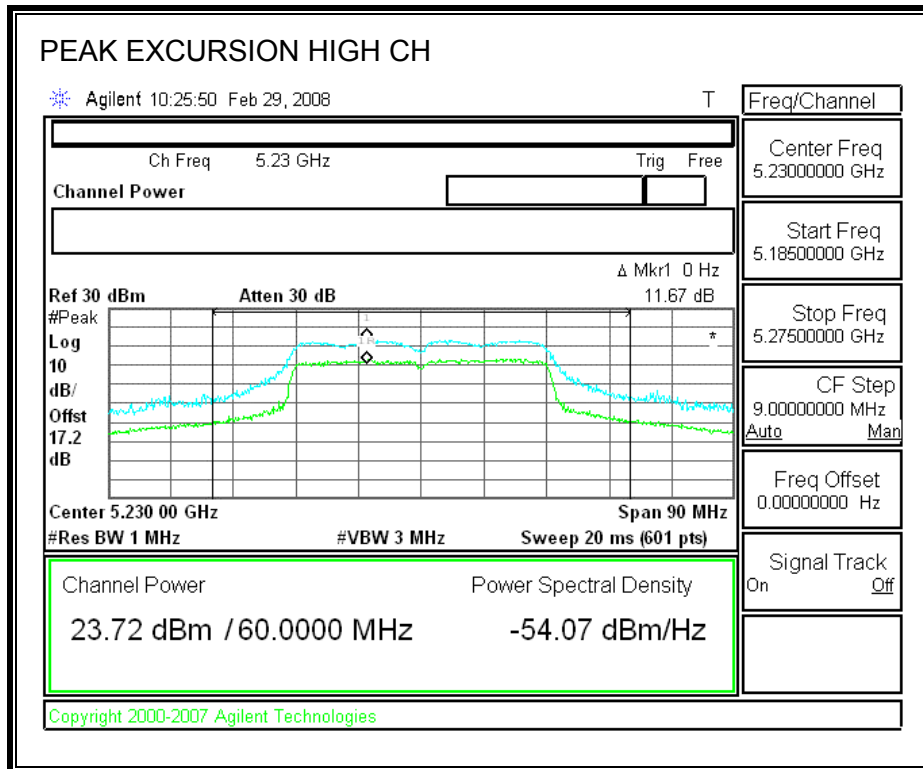 PEAK EXCURSION HIGH CH
Agilent 10:25:50 Feb 29, 2008 T
Freq/Channel
Ch Freq 5.23 GHz Trig Free
Channel Power
Center Freq
5.23000000 GHz
Start Freq
5.18500000 GHz
Δ Mkr1 0 Hz
Ref 30 dBm Atten 30 dB 11.67 dB
#Peak
Log
10
dB/
Offst
17.2
dB
1
1R
*
Stop Freq
5.27500000 GHz
CF Step
9.00000000 MHz
Auto Man
Freq Offset
0.00000000 Hz
Center 5.230 00 GHz Span 90 MHz
#Res BW 1 MHz #VBW 3 MHz Sweep 20 ms (601 pts)
Signal Track
On Off
Channel Power Power Spectral Density
23.72 dBm / 60.0000 MHz -54.07 dBm/Hz
Copyright 2000-2007 Agilent Technologies